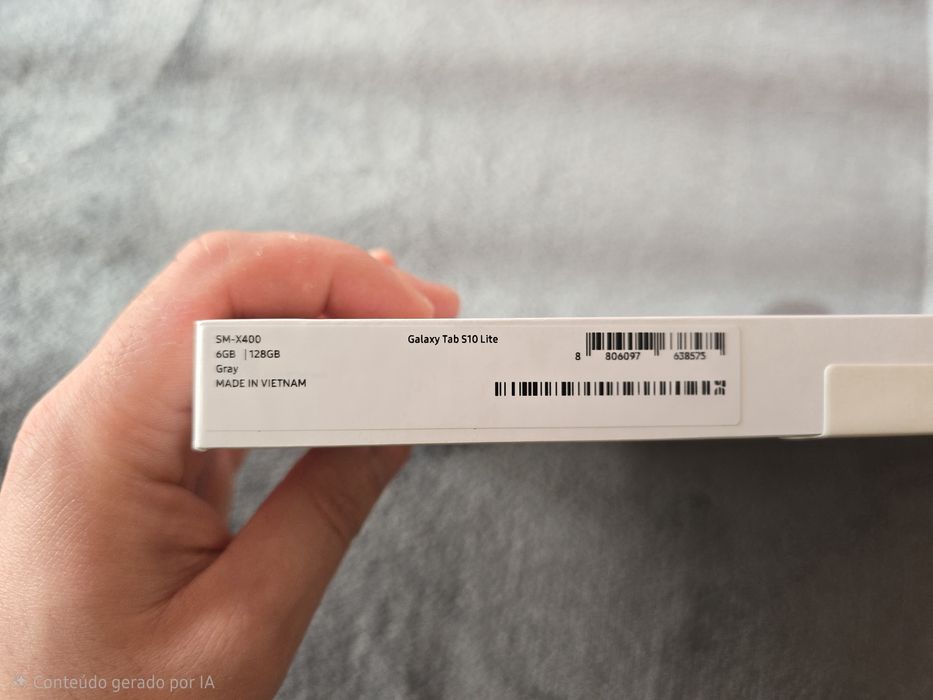 SM-X400
6GB | 128GB
Gray
MADE IN VIETNAM
Galaxy Tab S10 Lite
8 806097 638575
Conteúdo gerado por IA